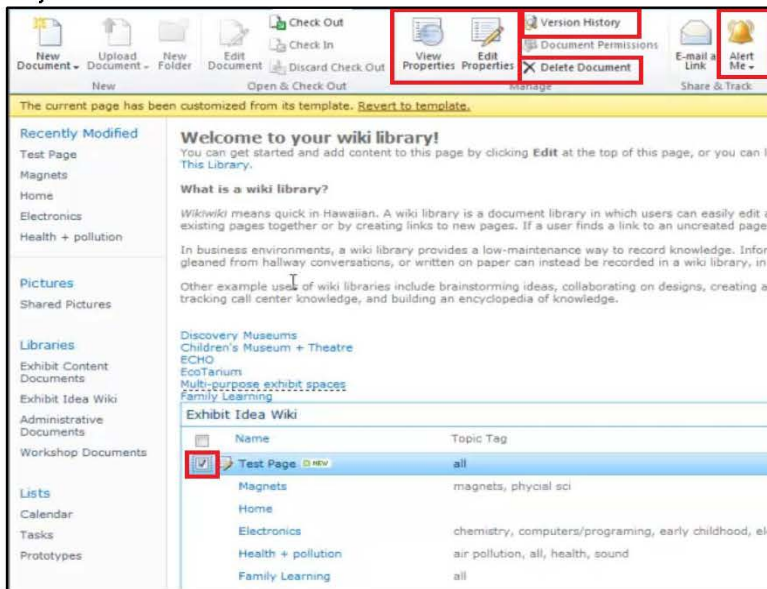 New Document
Upload Document
New Folder
New
Edit Document
Check Out
Check In
Discard Check Out
Open & Check Out
View Properties
Edit Properties
Version History
Document Permissions
Delete Document
Manage
E-mail a Link
Alert Me
Share & Track
The current page has been customized from its template. Revert to template.
Recently Modified
Test Page
Magnets
Home
Electronics
Health + pollution
Pictures
Shared Pictures
Libraries
Exhibit Content
Documents
Exhibit Idea Wiki
Administrative
Documents
Workshop Documents
Lists
Calendar
Tasks
Prototypes
Welcome to your wiki library!
You can get started and add content to this page by clicking Edit at the top of this page, or you can
This Library.
What is a wiki library?
Wikiwiki means quick in Hawaiian. A wiki library is a document library in which users can easily edit
existing pages together or by creating links to new pages. If a user finds a link to an uncreated page
In business environments, a wiki library provides a low-maintenance way to record knowledge. Infor
gleaned from hallway conversations, or written on paper can instead be recorded in a wiki library, in
Other example uses of wiki libraries include brainstorming ideas, collaborating on designs, creating a
tracking call center knowledge, and building an encyclopedia of knowledge.
Discovery Museums
Children's Museum + Theatre
ECHO
EcoTarium
Multi-purpose exhibit spaces
Family Learning
Exhibit Idea Wiki
Name Topic Tag
Test Page NEW all
Magnets magnets, phycial sci
Home
Electronics chemistry, computers/programing, early childhood, el
Health + pollution air pollution, all, health, sound
Family Learning all